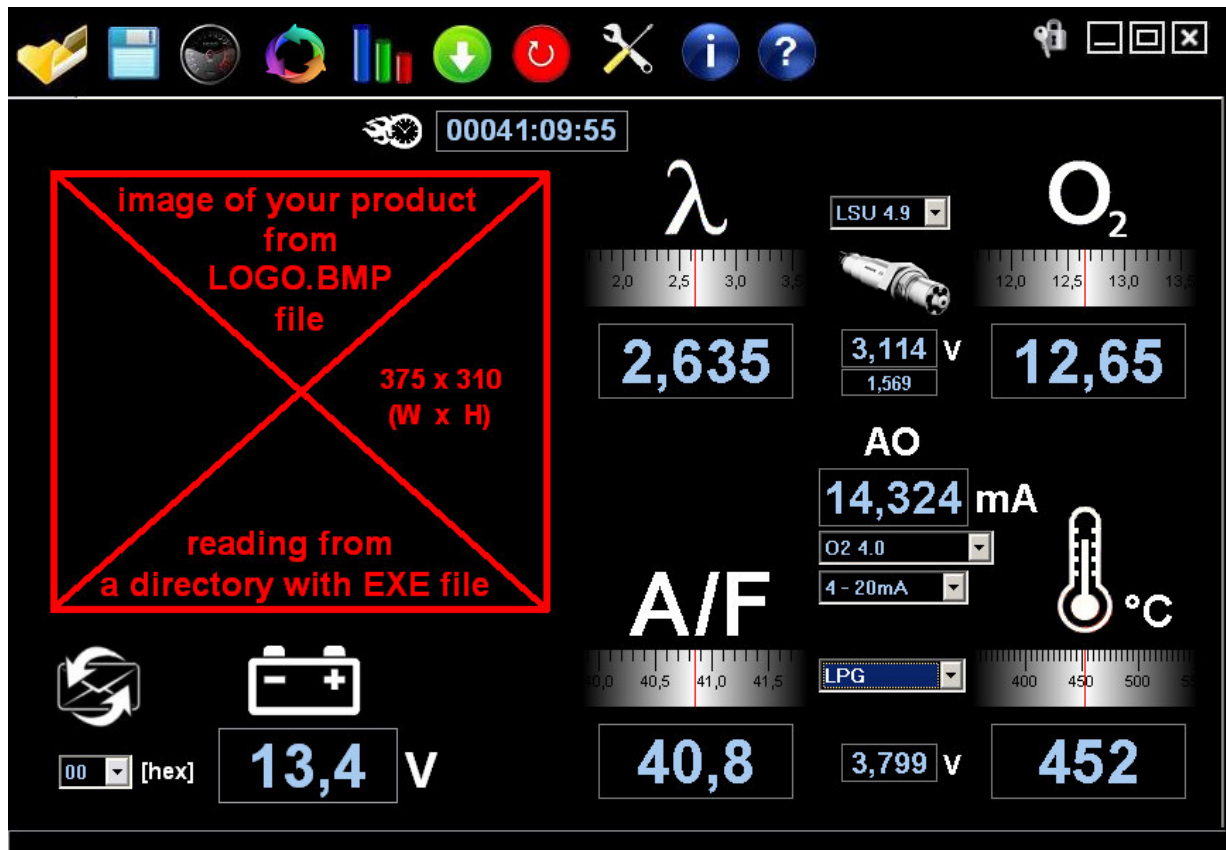 i ?
00041:09:55
image of your product
from
LOGO.BMP
file
375 x 310
(W x H)
reading from
a directory with EXE file
λ
2,0 2,5 3,0 3,5
2,635
LSU 4.9
3,114 V
1,569
O2
12,0 12,5 13,0 13,5
12,65
AO
14,324 mA
O2 4.0
4 - 20mA
°C
A/F
40,0 40,5 41,0 41,5
40,8
LPG
3,799 V
400 450 500
452
00 [hex]
- +
13,4 V